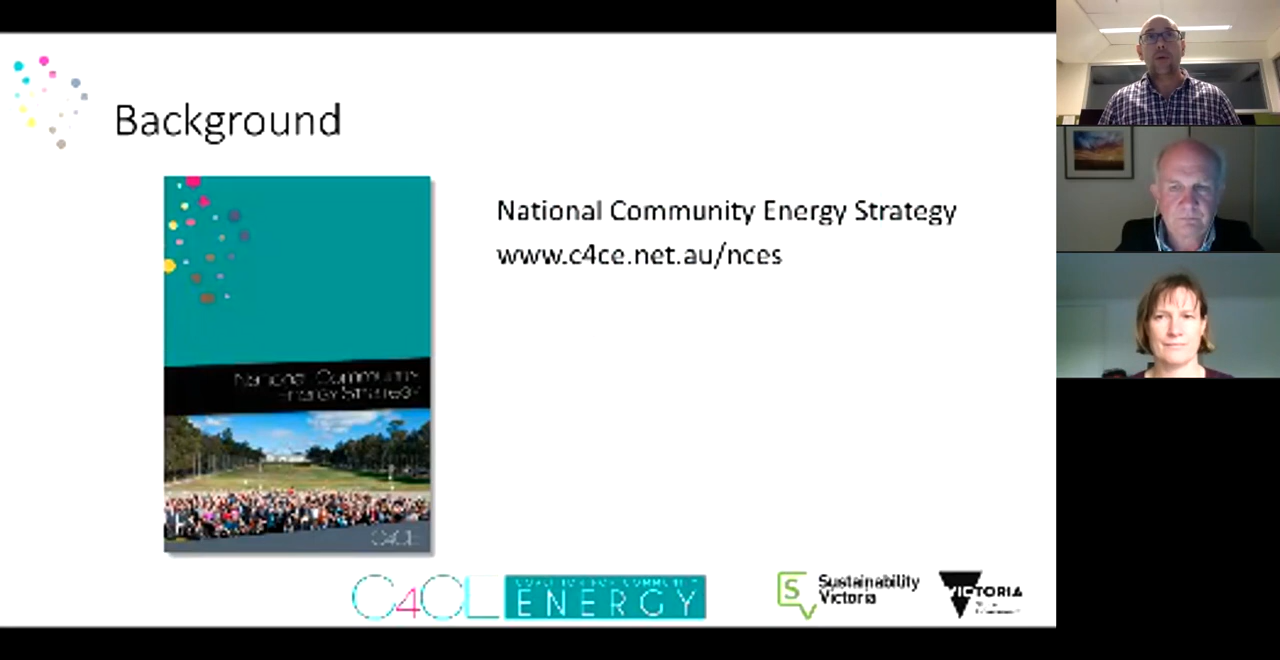 Background
National Community Energy Strategy
www.c4ce.net.au/nces
National Community
Energy Strategy
C4CE
C4CE
COALITION FOR COMMUNITY
ENERGY
S
Sustainability
Victoria
VICTORIA